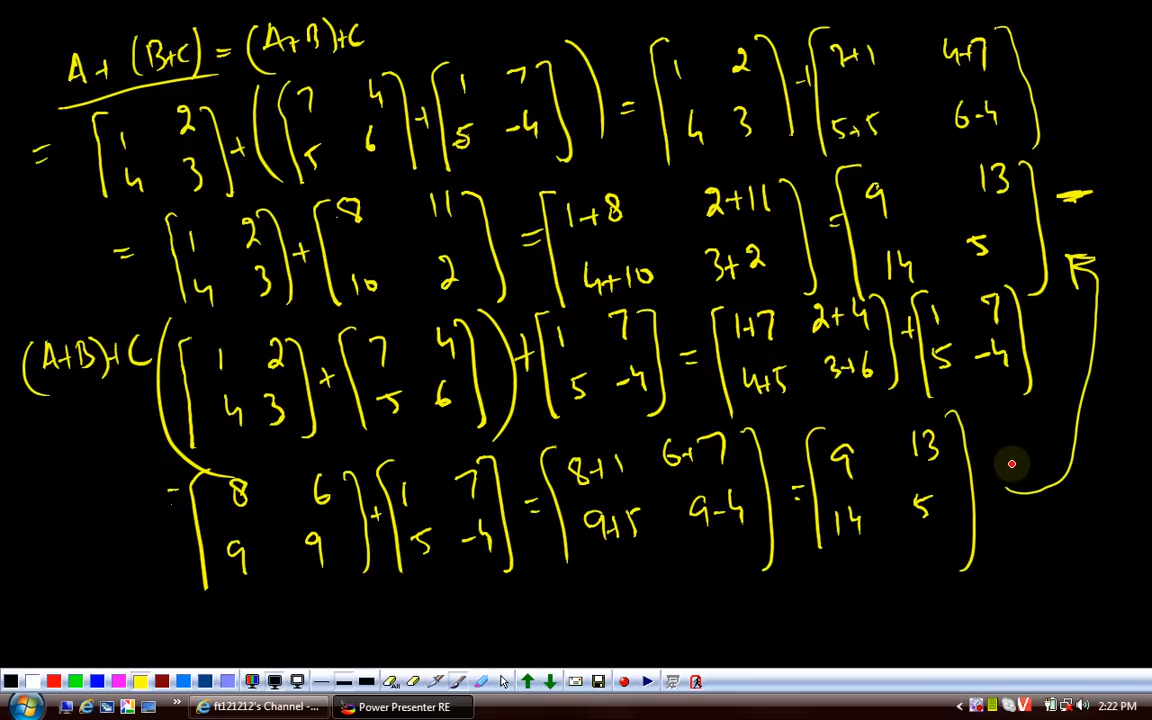 A + (B+C) = (A+B)+C
= [1 2 4 3] + ([7 4 5 6] + [1 7 5 -4]) = [1 2 4 3] + [7+1 4+7 5+5 6-4]
= [1 2 4 3] + [8 11 10 2] = [1+8 2+11 4+10 3+2] = [9 13 14 5]
(A+B)+C ([1 2 4 3] + [7 4 5 6]) + [1 7 5 -4] = [1+7 2+4 4+5 3+6] + [1 7 5 -4]
= [8 6 9 9] + [1 7 5 -4] = [8+1 6+7 9+5 9-4] = [9 13 14 5]
All
ft121212's Channel - ... Power Presenter RE 2:22 PM